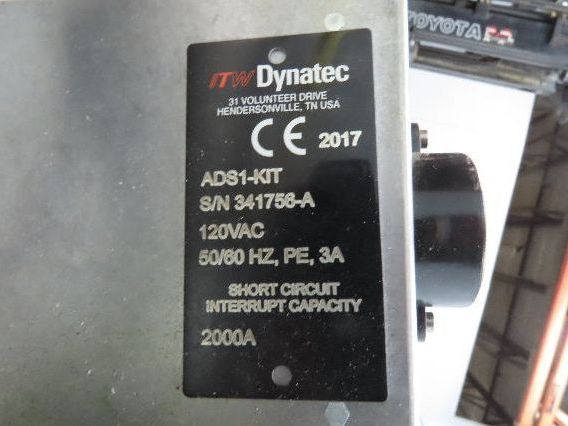 TOYOTA
ITW Dynatec
31 VOLUNTEER DRIVE
HENDERSONVILLE, TN USA
CE 2017
ADS1-KIT
S/N 341756-A
120VAC
50/60 HZ, PE, 3A
SHORT CIRCUIT
INTERRUPT CAPACITY
2000A